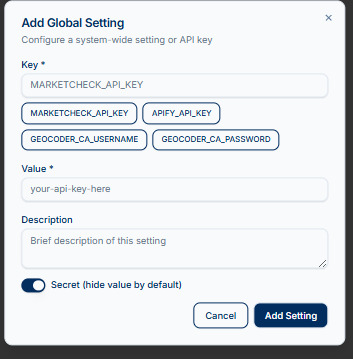 Add Global Setting
Configure a system-wide setting or API key
Key *
MARKETCHECK_API_KEY
MARKETCHECK_API_KEY APIFY_API_KEY
GEOCODER_CA_USERNAME GEOCODER_CA_PASSWORD
Value *
your-api-key-here
Description
Brief description of this setting
Secret (hide value by default)
Cancel Add Setting